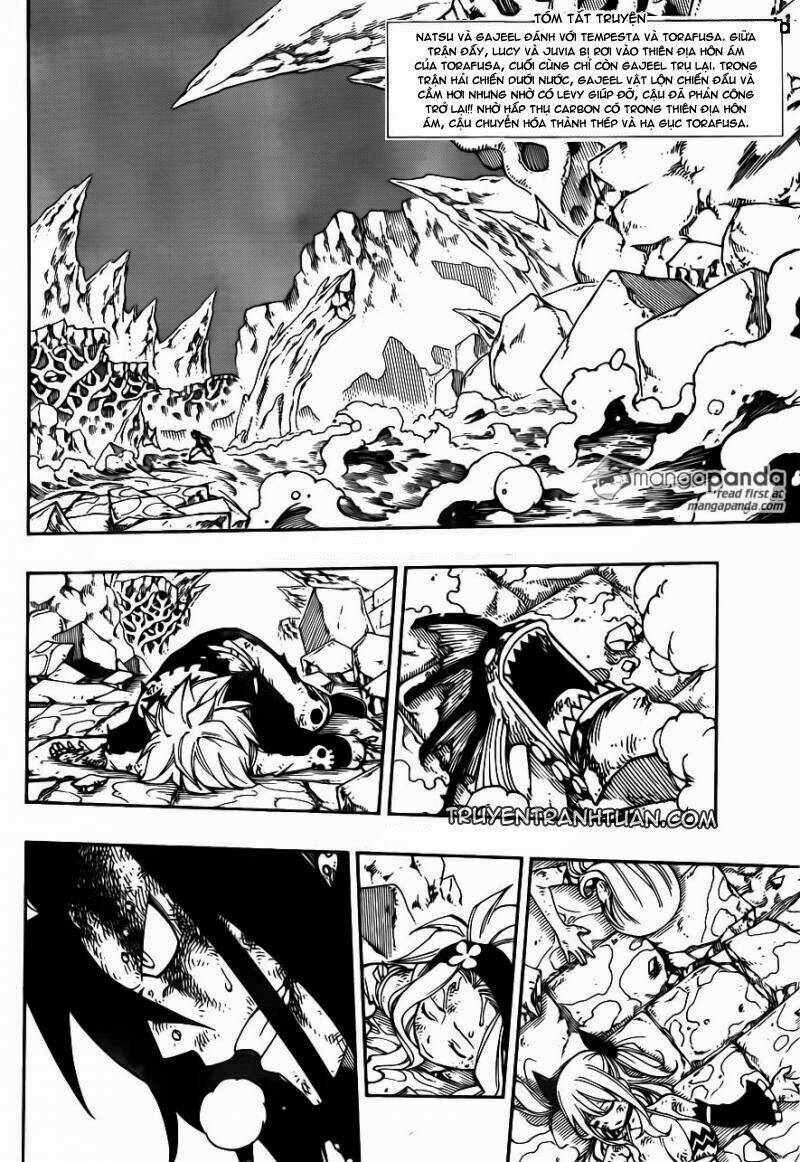 TÓM TẮT TRUYỆN
NATSU VÀ GAJEEL ĐÁNH VỚI TEMPESTA VÀ TORAFUSA. GIỮA
TRẬN ĐẤY, LUCY VÀ JUVIA BỊ RƠI VÀO THIÊN ĐỊA HÔN ÁM
CỦA TORAFUSA, CUỐI CÙNG CHỈ CÒN GAJEEL TRỤ LẠI. TRONG
TRẬN HẢI CHIẾN DƯỚI NƯỚC, GAJEEL VẬT LỘN CHIẾN ĐẤU VÀ
CẦM HƠI NHƯNG NHỜ CÓ LEVY GIÚP ĐỠ, CẬU ĐÃ PHẢN CÔNG
TRỞ LẠI!! NHỜ HẤP THU CARBON CÓ TRONG THIÊN ĐỊA HÔN
ÁM, CẬU CHUYỂN HÓA THÀNH THÉP VÀ HẠ GỤC TORAFUSA.
mangapanda
read first at
mangapanda.com
TRUYENTRANHTUAN.COM